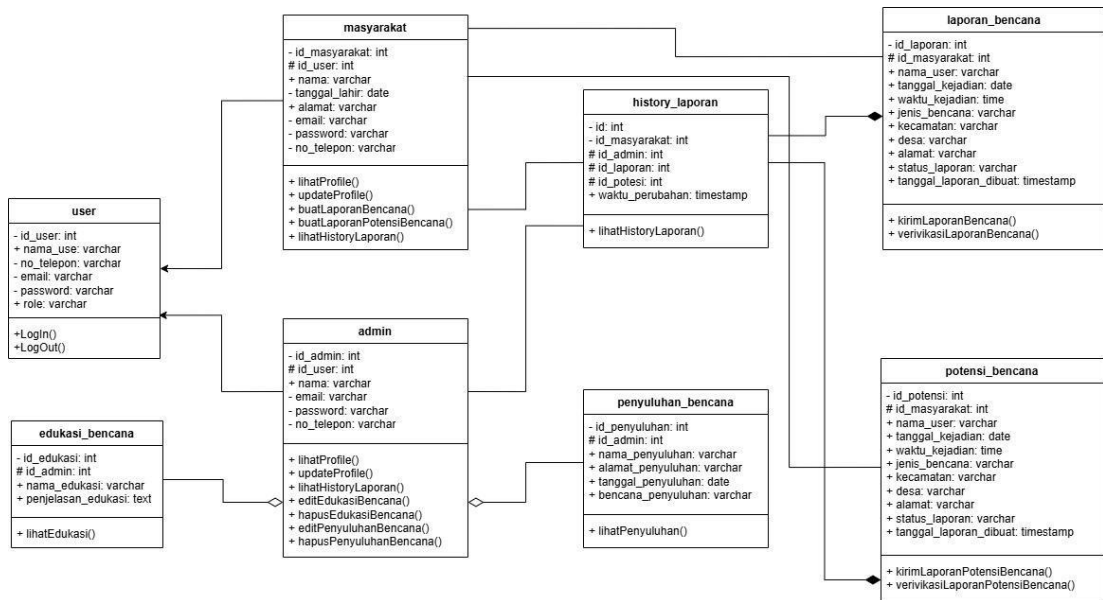 masyarakat
- id_masyarakat: int
# id_user: int
+ nama: varchar
- tanggal_lahir: date
+ alamat: varchar
- email: varchar
- password: varchar
- no_telepon: varchar
+ lihatProfile()
+ updateProfile()
+ buatLaporanBencana()
+ buatLaporanPotensiBencana()
+ lihatHistoryLaporan()
laporan_bencana
- id_laporan: int
# id_masyarakat: int
+ nama_user: varchar
+ tanggal_kejadian: date
+ waktu_kejadian: time
+ jenis_bencana: varchar
+ kecamatan: varchar
+ desa: varchar
+ alamat: varchar
+ status_laporan: varchar
+ tanggal_laporan_dibuat: timestamp
+ kirimLaporanBencana()
+ verivikasiLaporanBencana()
history_laporan
- id: int
- id_masyarakat: int
# id_admin: int
# id_laporan: int
# id_potesi: int
+ waktu_perubahan: timestamp
+ lihatHistoryLaporan()
user
- id_user: int
+ nama_use: varchar
- no_telepon: varchar
- email: varchar
- password: varchar
+ role: varchar
+LogIn()
+LogOut()
admin
- id_admin: int
# id_user: int
+ nama: varchar
- email: varchar
- password: varchar
- no_telepon: varchar
+ lihatProfile()
+ updateProfile()
+ lihatHistoryLaporan()
+ editEdukasiBencana()
+ hapusEdukasiBencana()
+ editPenyuluhanBencana()
+ hapusPenyuluhanBencana()
penyuluhan_bencana
- id_penyuluhan: int
# id_admin: int
+ nama_penyuluhan: varchar
+ alamat_penyuluhan: varchar
+ tanggal_penyuluhan: date
+ bencana_penyuluhan: varchar
+ lihatPenyuluhan()
potensi_bencana
- id_potensi: int
# id_masyarakat: int
+ nama_user: varchar
+ tanggal_kejadian: date
+ waktu_kejadian: time
+ jenis_bencana: varchar
+ kecamatan: varchar
+ desa: varchar
+ alamat: varchar
+ status_laporan: varchar
+ tanggal_laporan_dibuat: timestamp
+ kirimLaporanPotensiBencana()
+ verivikasiLaporanPotensiBencana()
edukasi_bencana
- id_edukasi: int
# id_admin: int
+ nama_edukasi: varchar
+ penjelasan_edukasi: text
+ lihatEdukasi()